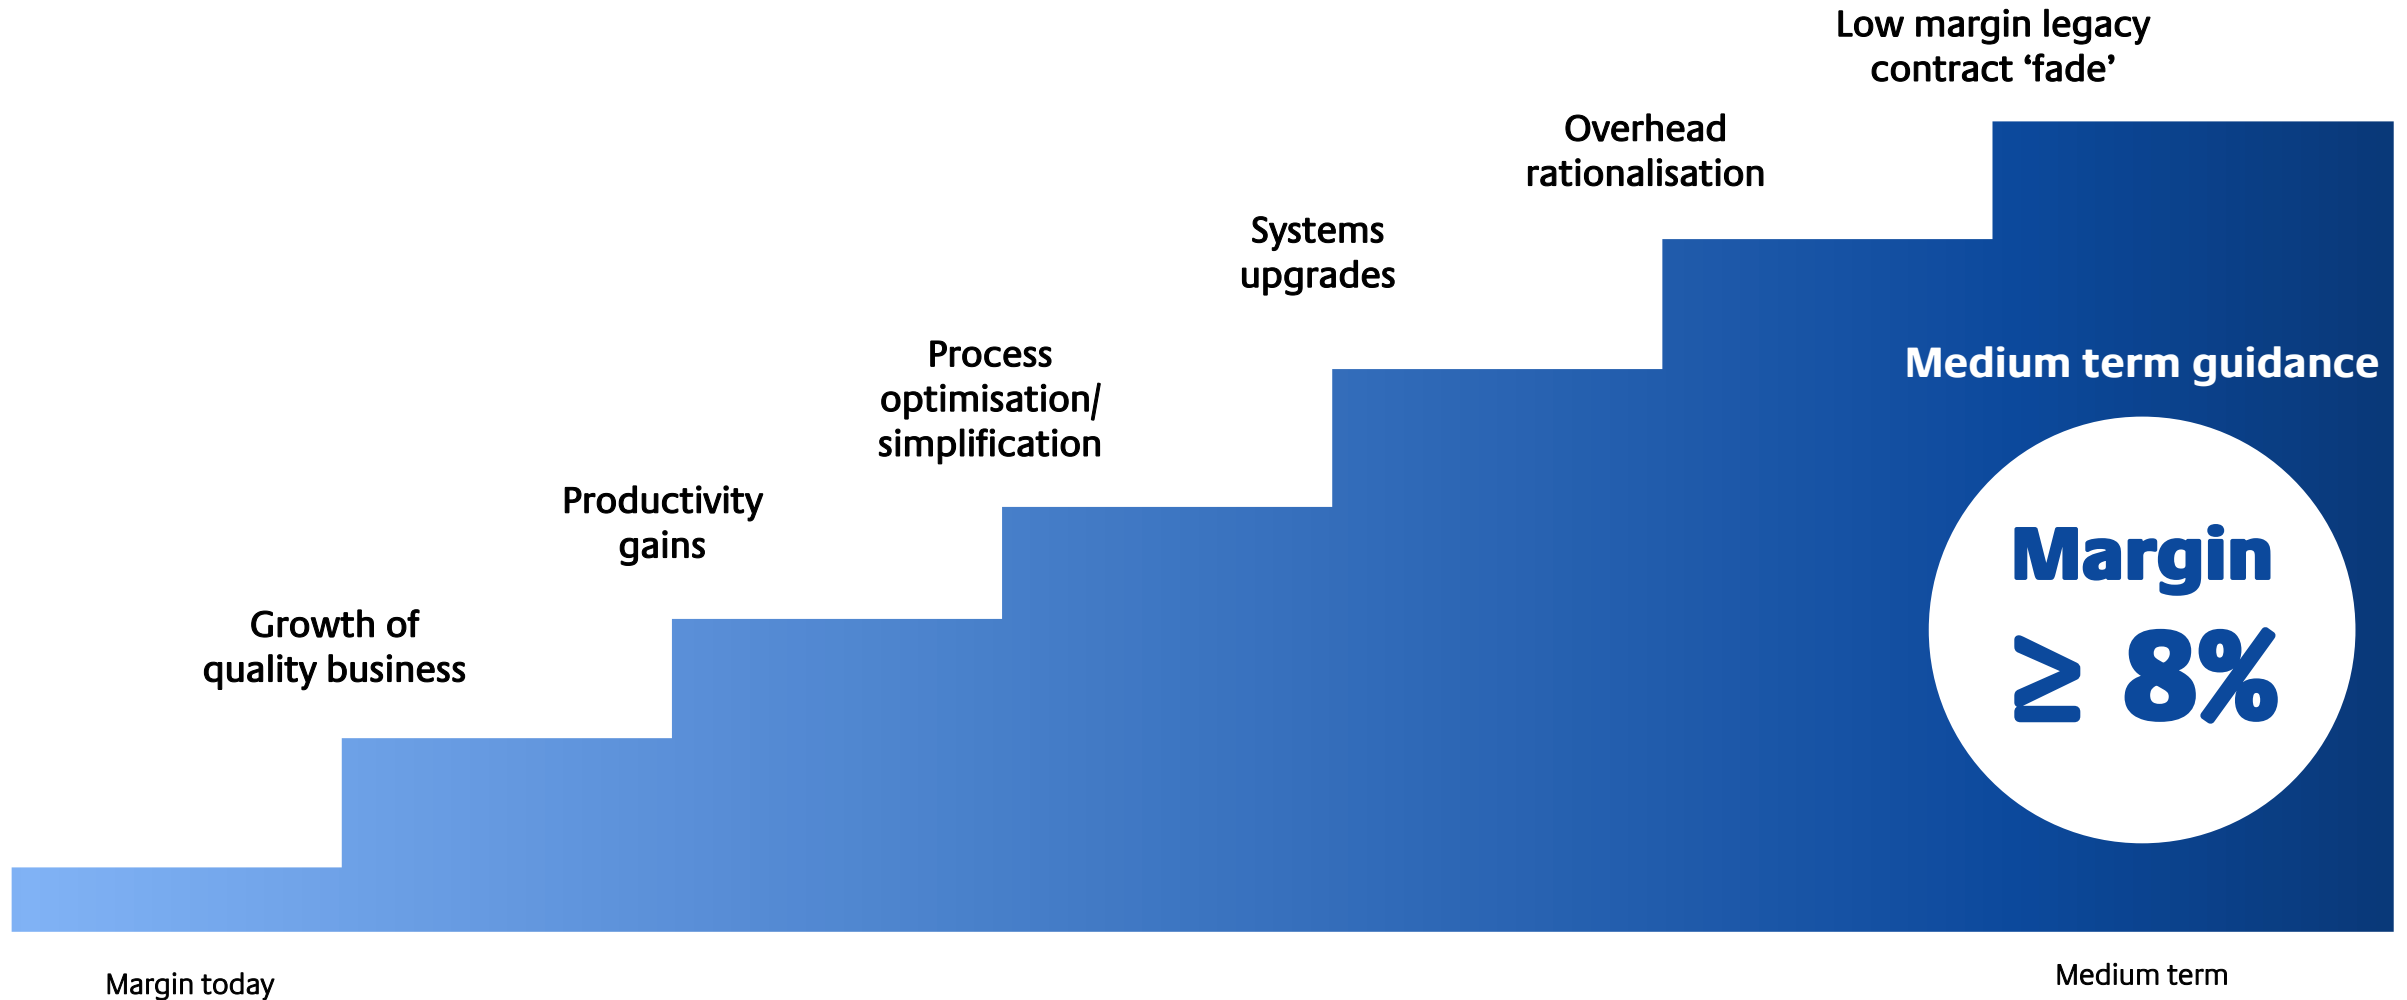 Low margin legacy
contract ‘fade’
Overhead
rationalisation
Systems
upgrades
Process
optimisation/
simplification
Productivity
gains
Growth of
quality business
Medium term guidance
Margin
≥ 8%
Margin today
Medium term